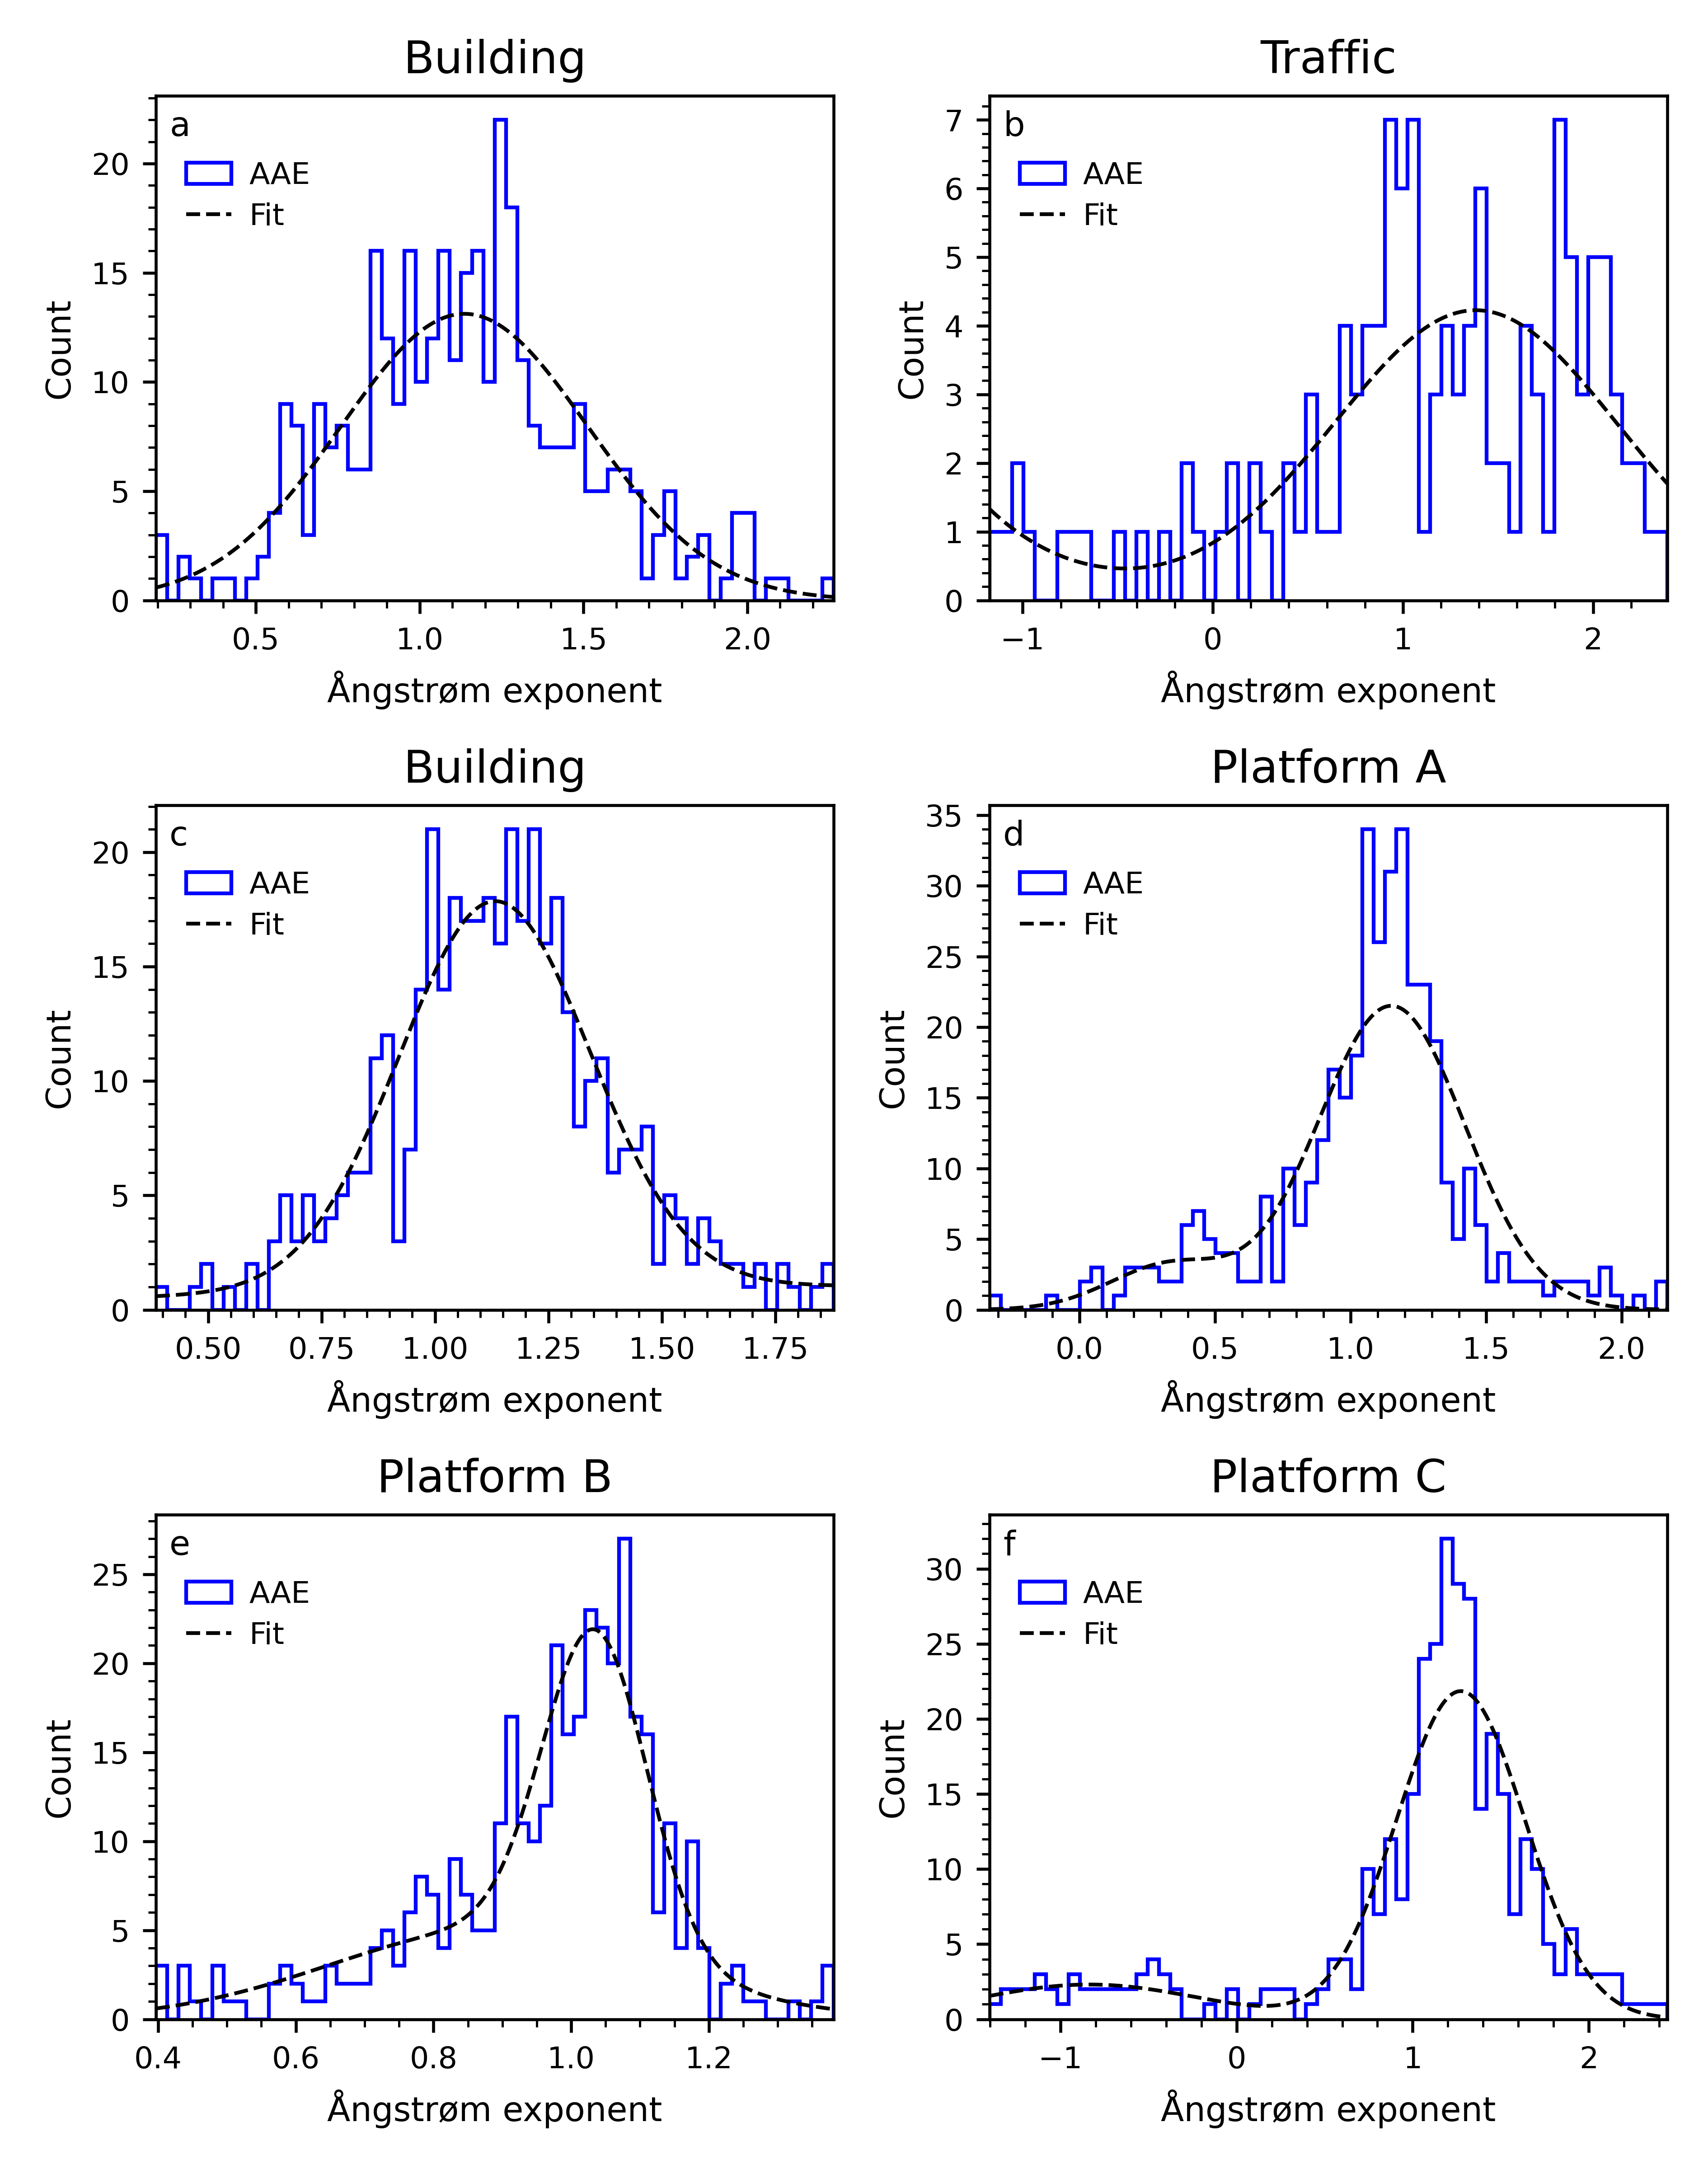 Building
a
AAE
Fit
20
15
10
5
0
Count
0.5 1.0 1.5 2.0
Ångstrøm exponent
Traffic
b
AAE
Fit
7
6
5
4
3
2
1
0
Count
−1 0 1 2
Ångstrøm exponent
Building
c
AAE
Fit
20
15
10
5
0
Count
0.50 0.75 1.00 1.25 1.50 1.75
Ångstrøm exponent
Platform A
d
AAE
Fit
35
30
25
20
15
10
5
0
Count
0.0 0.5 1.0 1.5 2.0
Ångstrøm exponent
Platform B
e
AAE
Fit
25
20
15
10
5
0
Count
0.4 0.6 0.8 1.0 1.2
Ångstrøm exponent
Platform C
f
AAE
Fit
30
25
20
15
10
5
0
Count
−1 0 1 2
Ångstrøm exponent